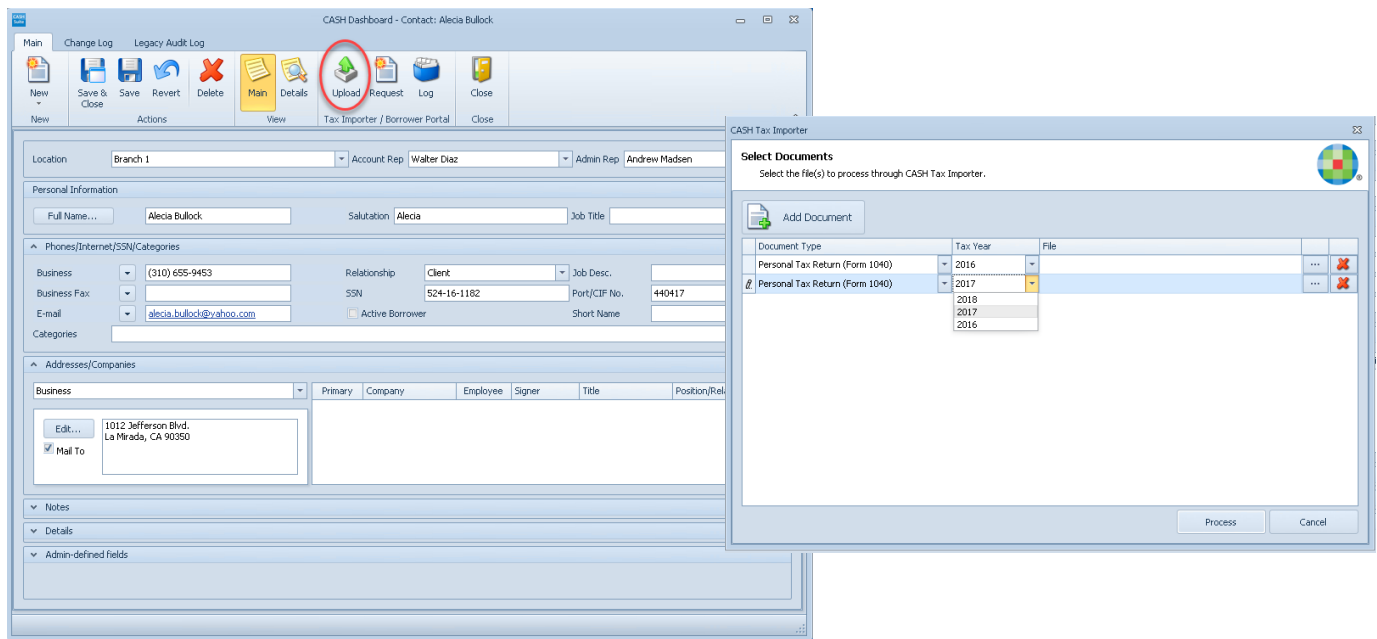 CASH Suite
CASH Dashboard - Contact: Alecia Bullock
Main Change Log Legacy Audit Log
New Save & Close Save Revert Delete Main Details Upload Request Log Close
New Actions View Tax Importer / Borrower Portal Close
Location Branch 1 Account Rep Walter Diaz Admin Rep Andrew Madsen
Personal Information
Full Name... Alecia Bullock Salutation Alecia Job Title
Phones/Internet/SSN/Categories
Business (310) 655-9453 Relationship Client Job Desc.
Business Fax SSN 524-16-1182 Port/CIF No. 440417
E-mail alecia.bullock@yahoo.com Active Borrower Short Name
Categories
Addresses/Companies
Business Primary Company Employee Signer Title Position/Rel
Edit... 1012 Jefferson Blvd.
La Mirada, CA 90350
Mail To
Notes
Details
Admin-defined fields
CASH Tax Importer
Select Documents
Select the file(s) to process through CASH Tax Importer.
Add Document
Document Type Tax Year File
Personal Tax Return (Form 1040) 2016 ...
Personal Tax Return (Form 1040) 2017 ...
2018
2017
2016
Process Cancel